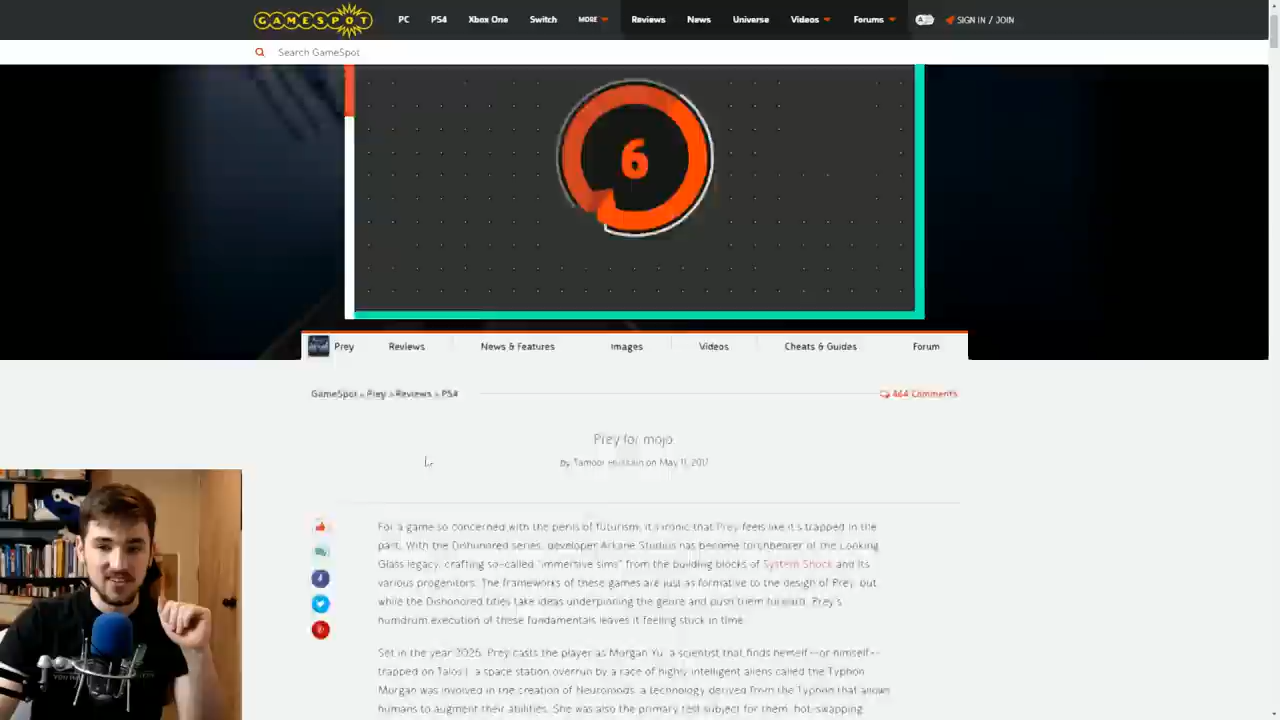 GAMESPOT PC PS4 Xbox One Switch MORE Reviews News Universe Videos Forums SIGN IN / JOIN
Search GameSpot
6
Prey Reviews News & Features Images Videos Cheats & Guides Forum
GameSpot Prey Reviews PS4 464 Comments
Prey for mojo
by Tamoor Hussain on May 11, 2017
For a game so concerned with the perils of futurism, it's ironic that Prey feels like it's trapped in the
past. With the Dishonored series, developer Arkane Studios has become torchbearer of the Looking
Glass legacy, crafting so-called "immersive sims" from the building blocks of System Shock and its
various progenitors. The frameworks of these games are just as formative to the design of Prey, but
while the Dishonored titles take ideas underpinning the genre and push them forward, Prey's
humdrum execution of these fundamentals leaves it feeling stuck in time.
Set in the year 2035, Prey casts the player as Morgan Yu, a scientist that finds herself--or himself--
trapped on Talos I, a space station overrun by a race of highly intelligent aliens called the Typhon.
Morgan was involved in the creation of Neuromods, a technology derived from the Typhon that allows
humans to augment their abilities. She was also the primary test subject for them, hot-swapping